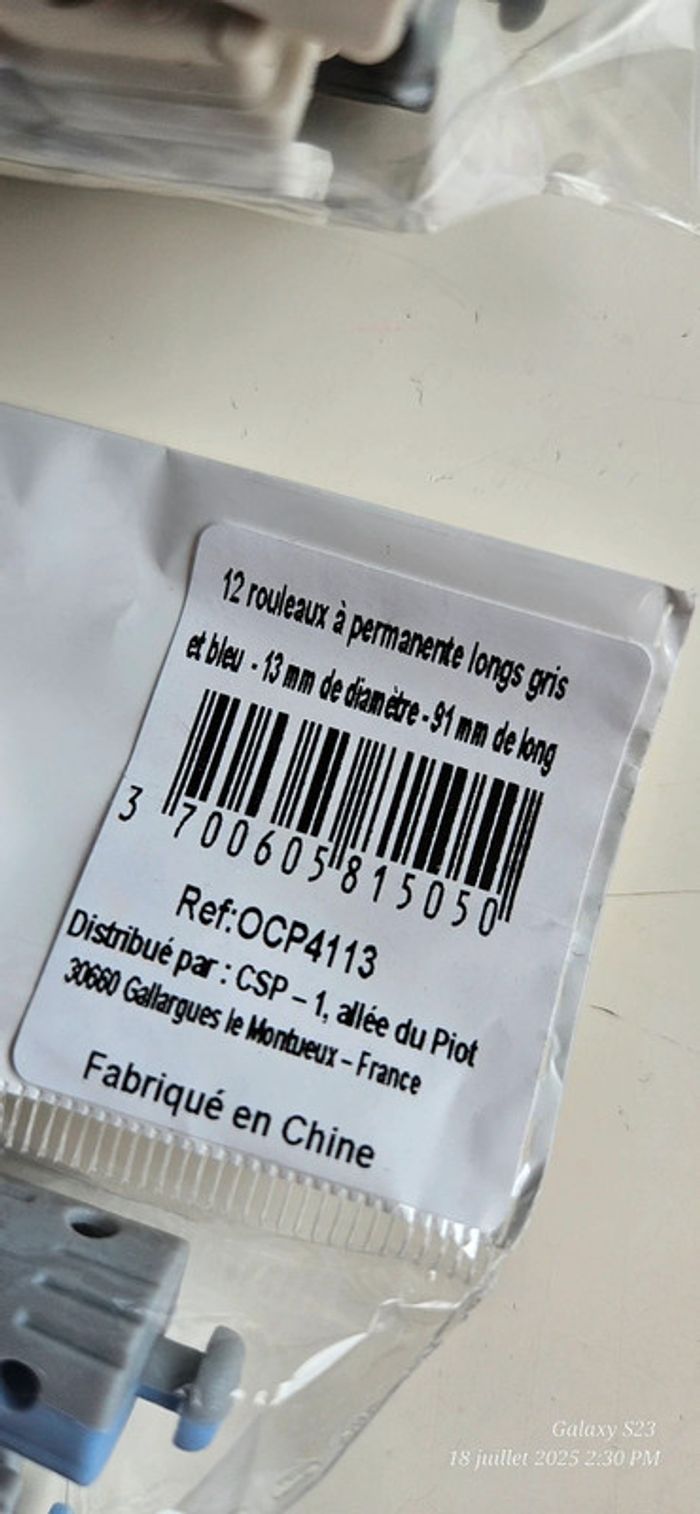 12 rouleaux à permanente longs gris
et bleu - 13 mm de diamètre - 91 mm de long
3 700605 815050
Ref:OCP4113
Distribué par : CSP – 1, allée du Piot
30660 Gallargues le Montueux – France
Fabriqué en Chine
Galaxy S23
18 juillet 2025 2:30 PM